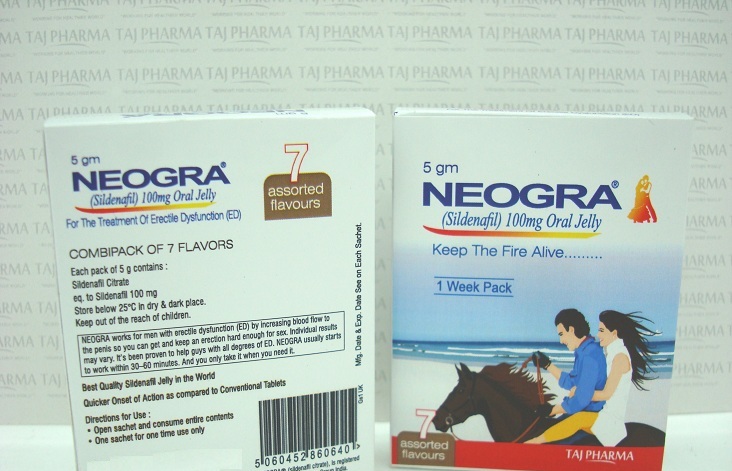 5 gm
NEOGRA®
(Sildenafil) 100mg Oral Jelly
For The Treatment Of Erectile Dysfunction (ED)
7
assorted
flavours
COMBIPACK OF 7 FLAVORS
Each pack of 5 g contains :
Sildenafil Citrate
eq. to Sildenafil 100 mg
Store below 25°C in dry & dark place.
Keep out of the reach of children.
NEOGRA works for men with erectile dysfunction (ED) by increasing blood flow to
the penis so you can get and keep an erection hard enough for sex. Individual results
may vary. It's been proven to help guys with all degrees of ED. NEOGRA usually starts
to work within 30-60 minutes. And you only take it when you need it.
Best Quality Sildenafil Jelly in the World
Quicker Onset of Action as compared to Conventional Tablets
Directions for Use :
• Open sachet and consume entire contents
• One sachet for one time use only
Mfg. Date & Exp. Date See on Each Sachet.
5 060452 860640
(sildenafil citrate), is registered
5 gm
NEOGRA®
(Sildenafil) 100mg Oral Jelly
Keep The Fire Alive.........
1 Week Pack
7
assorted
flavours
TAJ PHARMA
TAJ PHARMA TAJ PHARMA TAJ PHARMA TAJ PHARMA